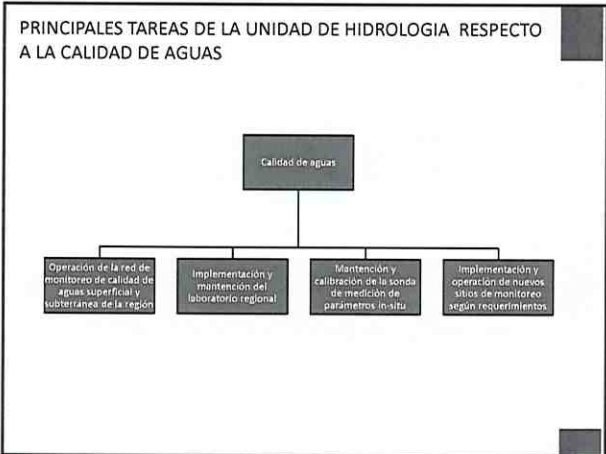 PRINCIPALES TAREAS DE LA UNIDAD DE HIDROLOGIA RESPECTO
A LA CALIDAD DE AGUAS
Calidad de aguas
Operación de la red de
monitoreo de calidad de
aguas superficial y
subterránea de la región
Implementación y
mantención del
laboratorio regional
Mantención y
calibración de la sonda
de medición de
parámetros in-situ
Implementación y
operación de nuevos
sitios de monitoreo
según requerimientos